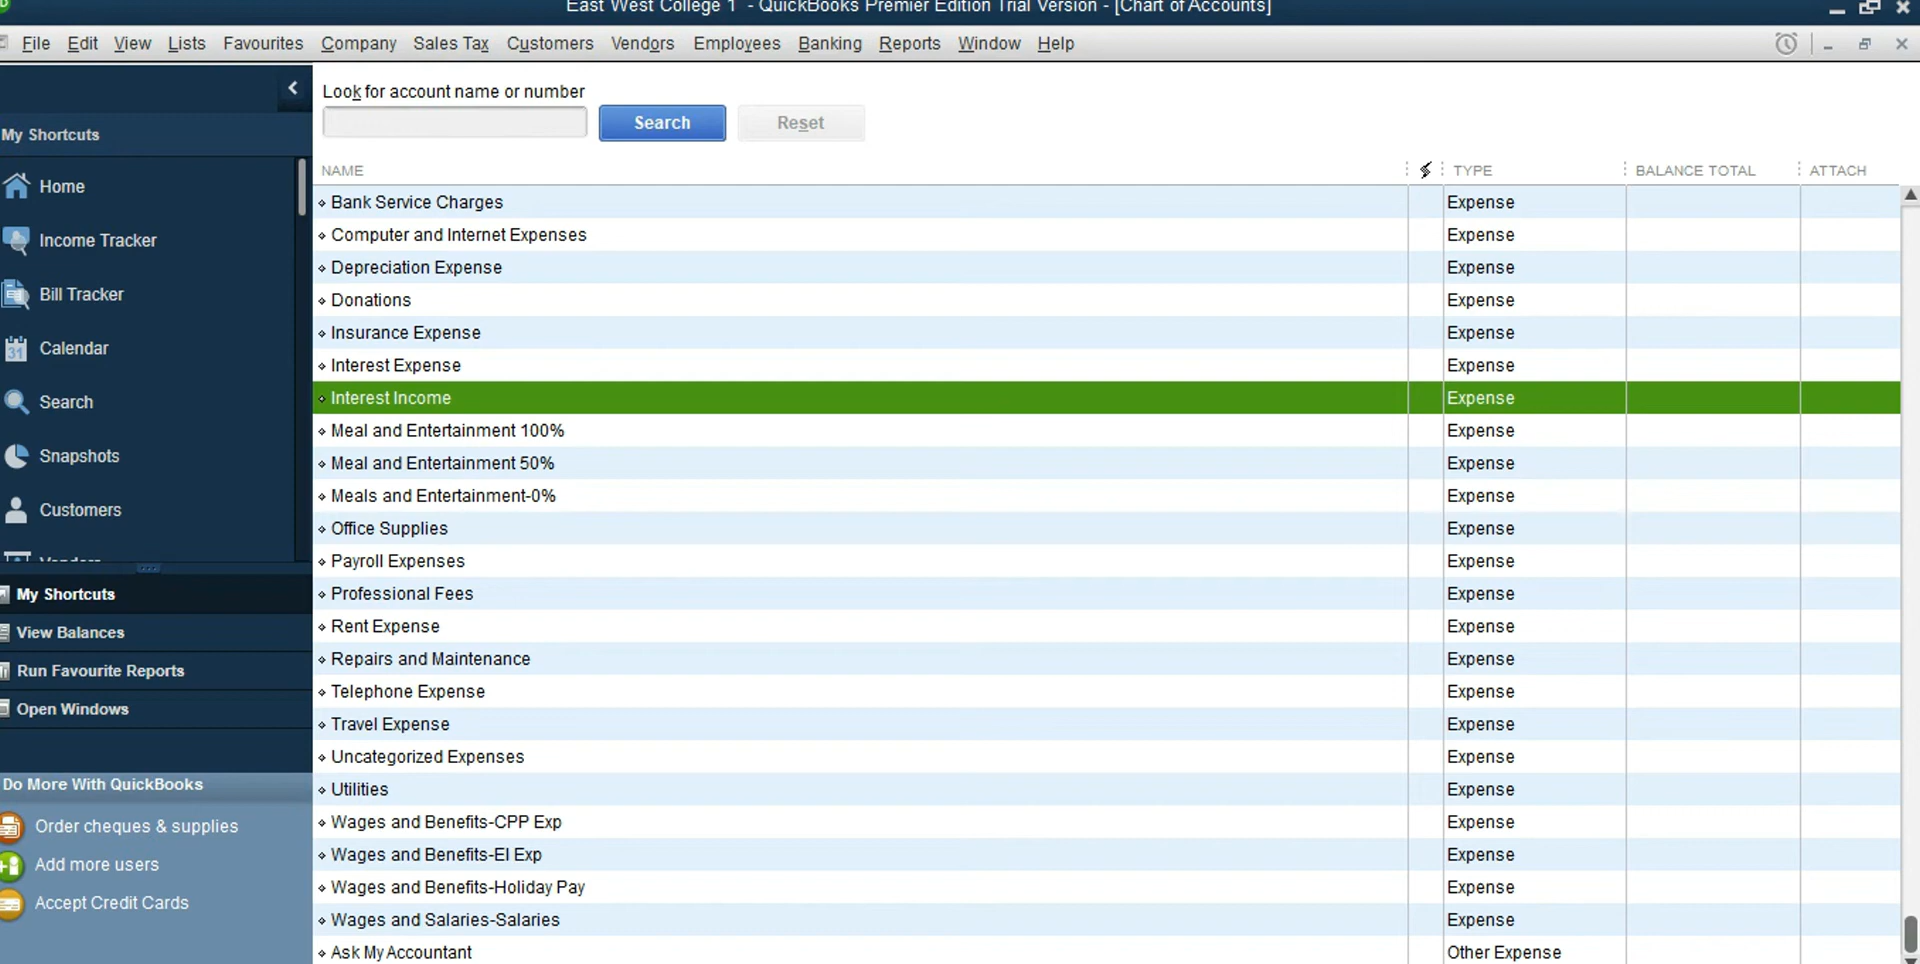 East West College 1 - QuickBooks Premier Edition Trial Version - [Chart of Accounts]
File Edit View Lists Favourites Company Sales Tax Customers Vendors Employees Banking Reports Window Help
Look for account name or number
Search Reset
My Shortcuts
Home
Income Tracker
Bill Tracker
31
Calendar
Search
Snapshots
Customers
Vendors
My Shortcuts
View Balances
Run Favourite Reports
Open Windows
Do More With QuickBooks
Order cheques & supplies
Add more users
Accept Credit Cards
NAME TYPE BALANCE TOTAL ATTACH
Bank Service Charges Expense
Computer and Internet Expenses Expense
Depreciation Expense Expense
Donations Expense
Insurance Expense Expense
Interest Expense Expense
Interest Income Expense
Meal and Entertainment 100% Expense
Meal and Entertainment 50% Expense
Meals and Entertainment-0% Expense
Office Supplies Expense
Payroll Expenses Expense
Professional Fees Expense
Rent Expense Expense
Repairs and Maintenance Expense
Telephone Expense Expense
Travel Expense Expense
Uncategorized Expenses Expense
Utilities Expense
Wages and Benefits-CPP Exp Expense
Wages and Benefits-EI Exp Expense
Wages and Benefits-Holiday Pay Expense
Wages and Salaries-Salaries Expense
Ask My Accountant Other Expense